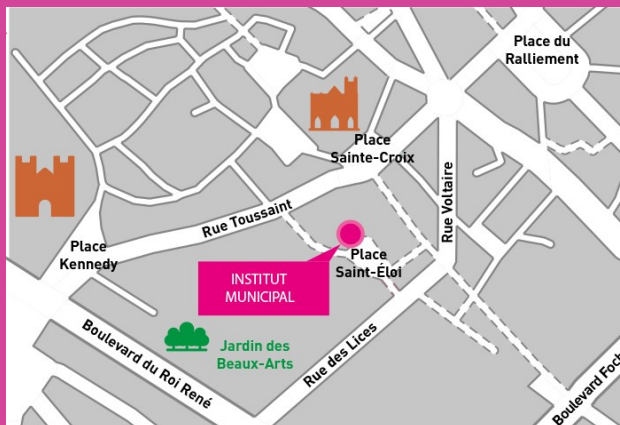 Place du
Ralliement
Place
Sainte-Croix
Rue Voltaire
Rue Toussaint
Place
Kennedy
Place
Saint-Éloi
INSTITUT
MUNICIPAL
Jardin des
Beaux-Arts
Rue des Lices
Boulevard du Roi René
Boulevard Foch